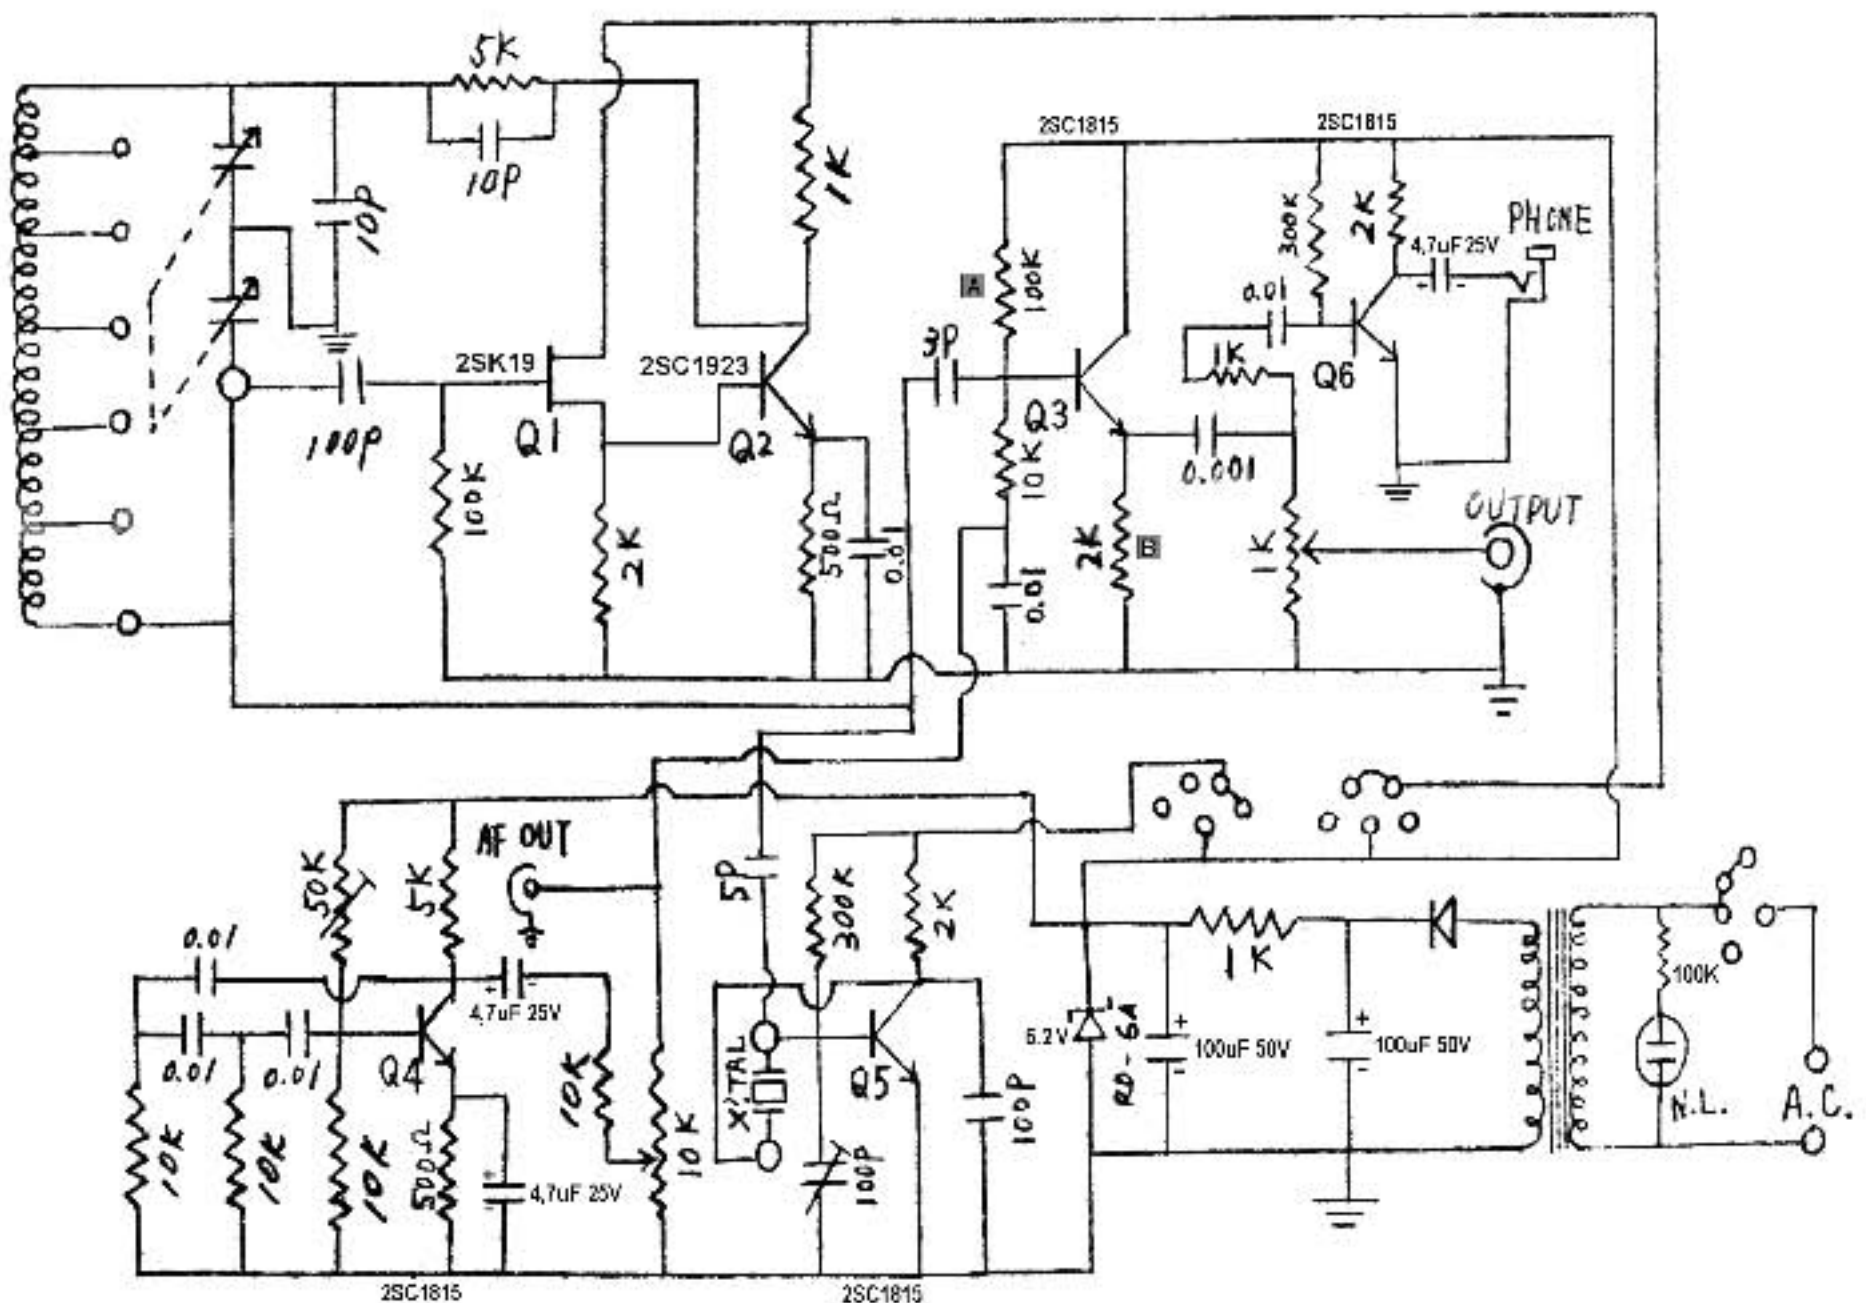 5K
10P
10P
1K
2SC1815
2SC1815
A
100K
300K
2K
PHONE
4,7uF 25V
0.01
3P
1K
2SK19
2SC1923
Q1
Q2
Q3
Q6
100P
100K
2K
500Ω
0.01
10K
0.001
2K
B
0.01
1K
OUTPUT
AF OUT
50K
5K
5P
300K
2K
0.01
4,7uF 25V
1K
100K
0.01
0.01
Q4
X'TAL
Q5
RD-6A
100uF 50V
100uF 50V
N.L.
A.C.
10K
10K
10K
10K
500Ω
4,7uF 25V
10K
100P
100P
2SC1815
2SC1815